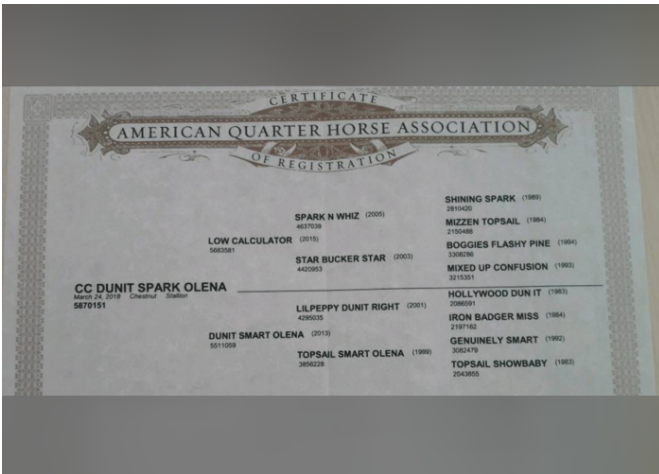 CERTIFICATE
AMERICAN QUARTER HORSE ASSOCIATION
OF REGISTRATION
SHINING SPARK (1989)
2810420
SPARK N WHIZ (2005)
4637039
MIZZEN TOPSAIL (1984)
2150488
LOW CALCULATOR (2015)
5683581
BOGGIES FLASHY PINE (1994)
3308286
STAR BUCKER STAR (2003)
4420953
MIXED UP CONFUSION (1993)
3215351
CC DUNIT SPARK OLENA
March 24, 2018 Chestnut Stallion
5870151
HOLLYWOOD DUN IT (1983)
2086591
LILPEPPY DUNIT RIGHT (2001)
4295035
IRON BADGER MISS (1984)
2197162
DUNIT SMART OLENA (2013)
5511059
GENUINELY SMART (1992)
3082479
TOPSAIL SMART OLENA (1999)
3856228
TOPSAIL SHOWBABY (1983)
2043855